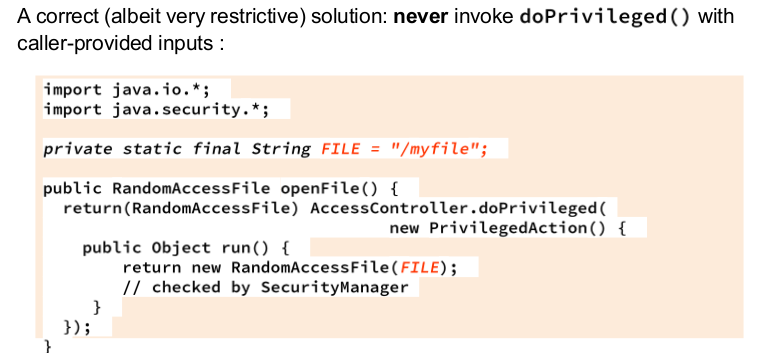 A correct (albeit very restrictive) solution: never invoke doPrivileged() with
caller-provided inputs :
import java.io.*;
import java.security.*;
private static final String FILE = "/myfile";
public RandomAccessFile openFile() {
return(RandomAccessFile) AccessController.doPrivileged(
new PrivilegedAction() {
public Object run() {
return new RandomAccessFile(FILE);
// checked by SecurityManager
}
});
}